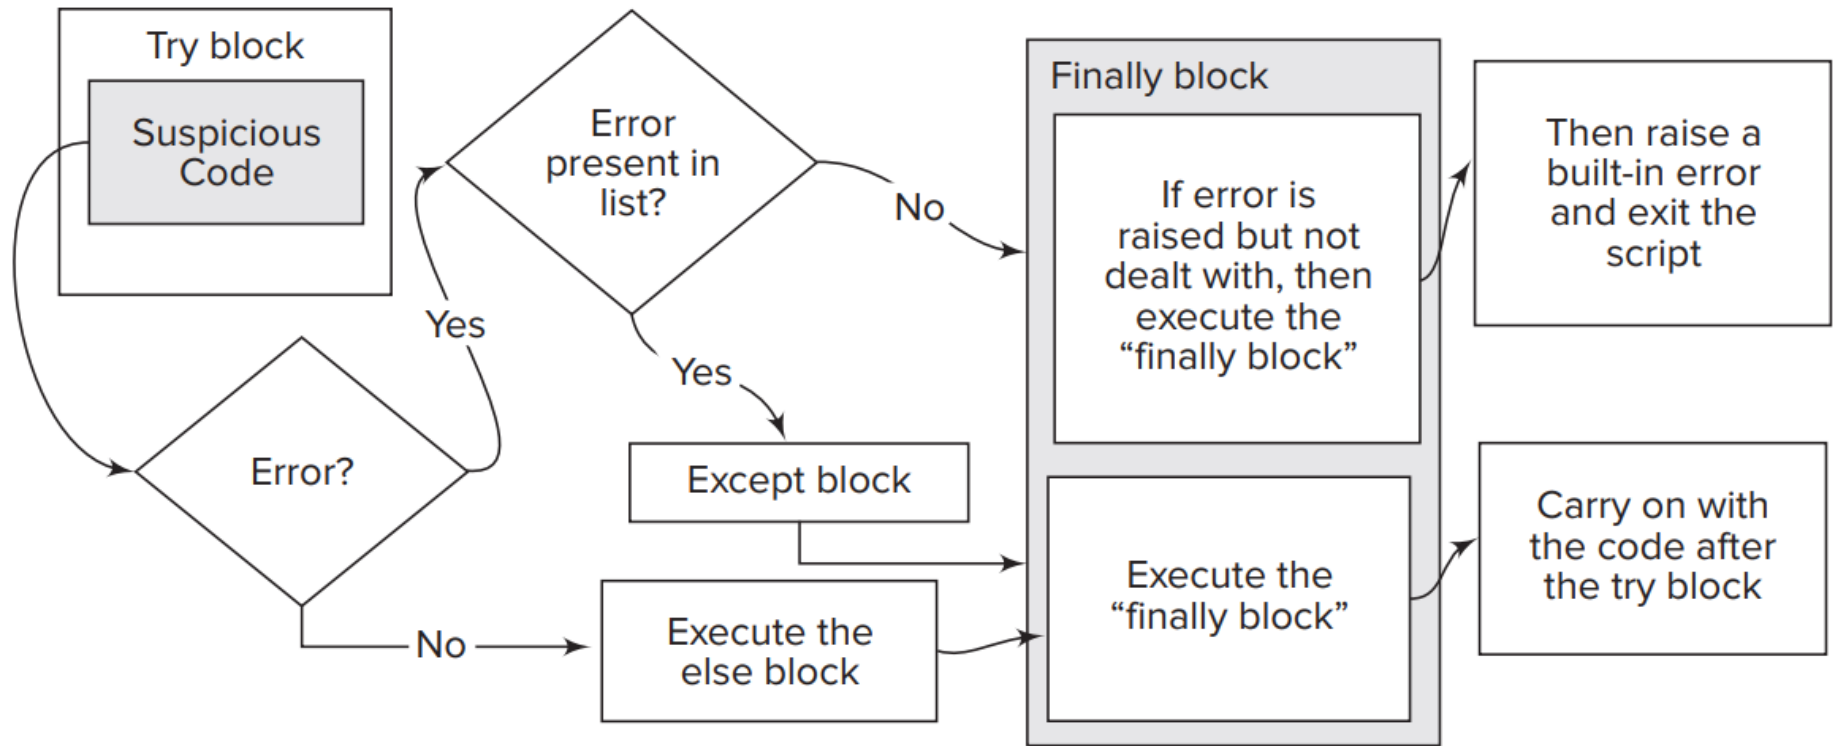 Try block
Suspicious
Code
Error?
Yes
No
Error
present in
list?
No
Yes
Except block
Execute the
else block
Finally block
If error is
raised but not
dealt with, then
execute the
“finally block”
Execute the
“finally block”
Then raise a
built-in error
and exit the
script
Carry on with
the code after
the try block